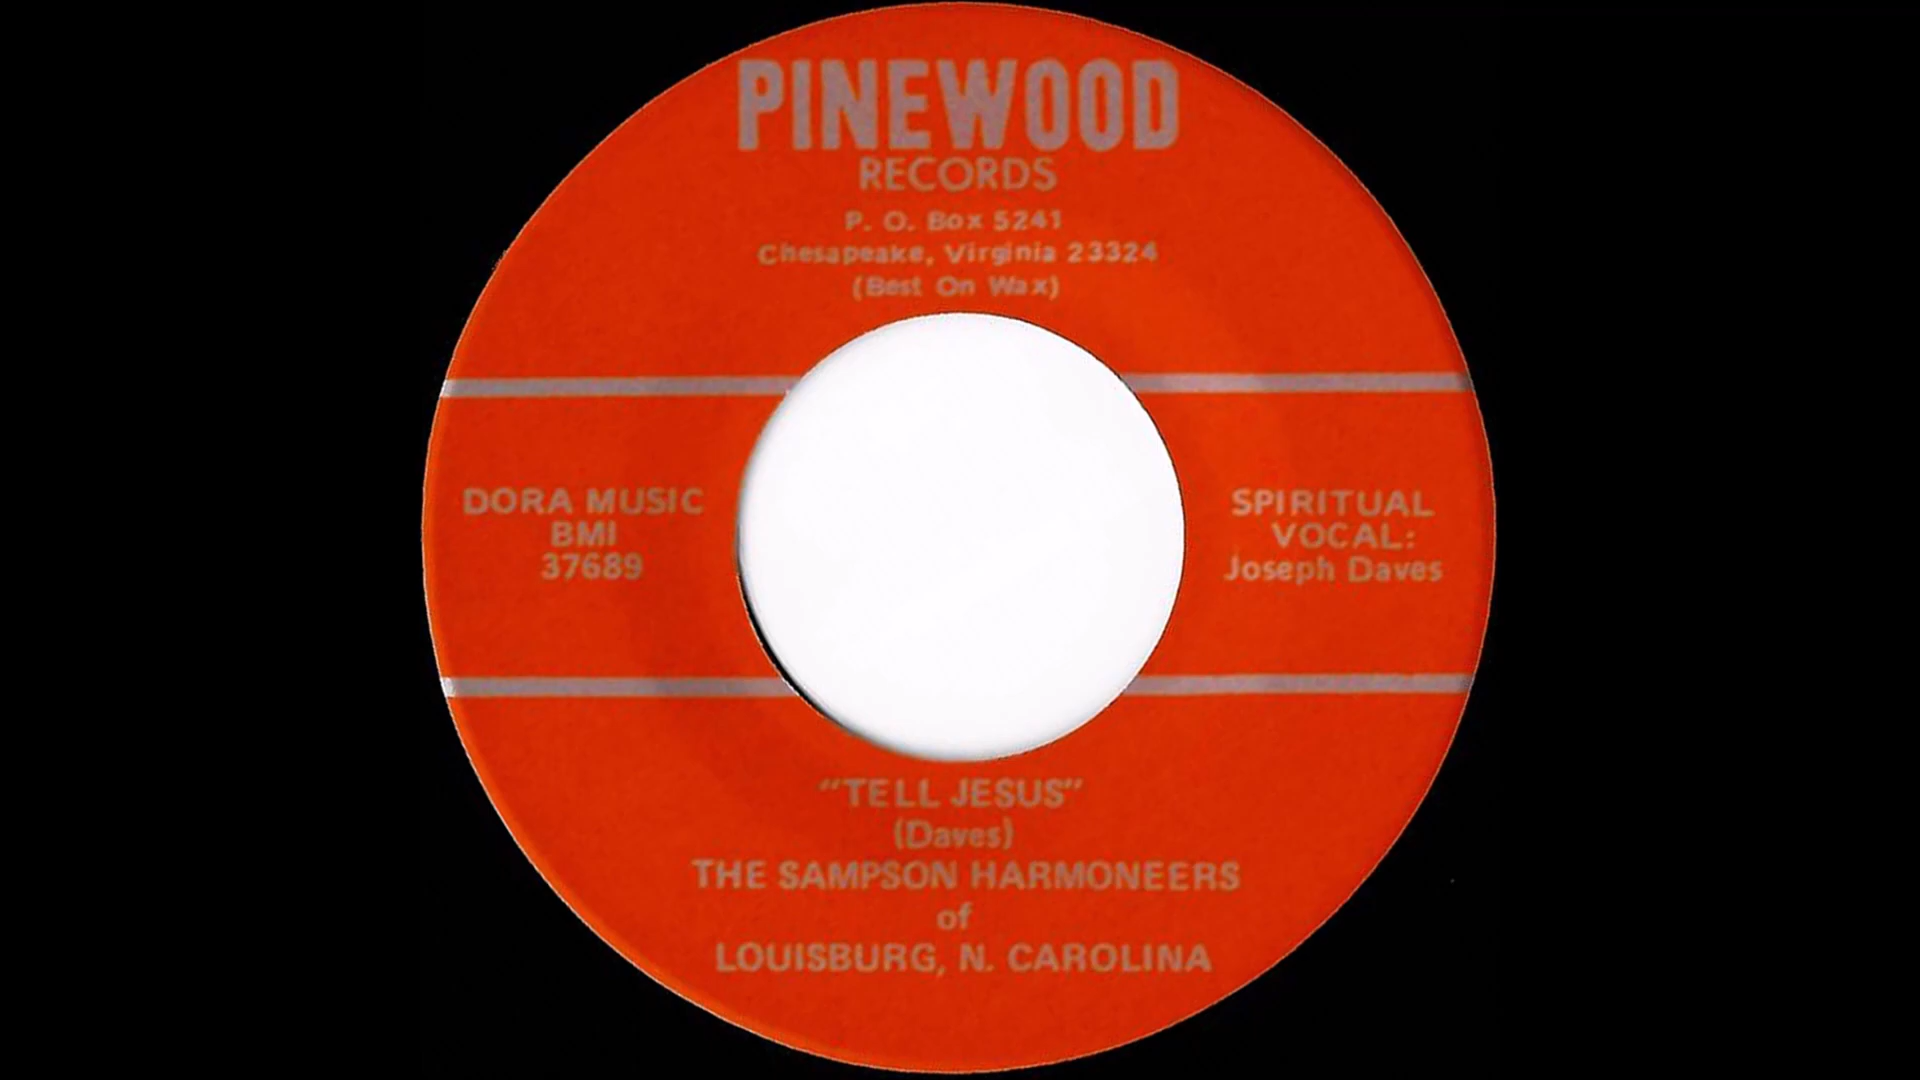 PINEWOOD
RECORDS
P. O. Box 5241
Chesapeake, Virginia 23324
(Best On Wax)
DORA MUSIC
BMI
37689
SPIRITUAL
VOCAL:
Joseph Daves
"TELL JESUS"
(Daves)
THE SAMPSON HARMONEERS
of
LOUISBURG, N. CAROLINA